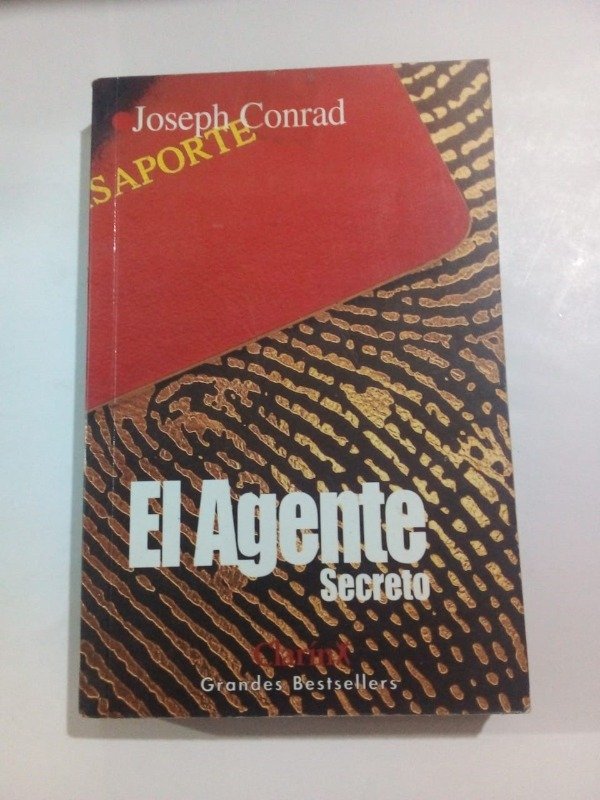 Joseph Conrad
SAPORTE
El Agente
Secreto
Clarín
Grandes Bestsellers